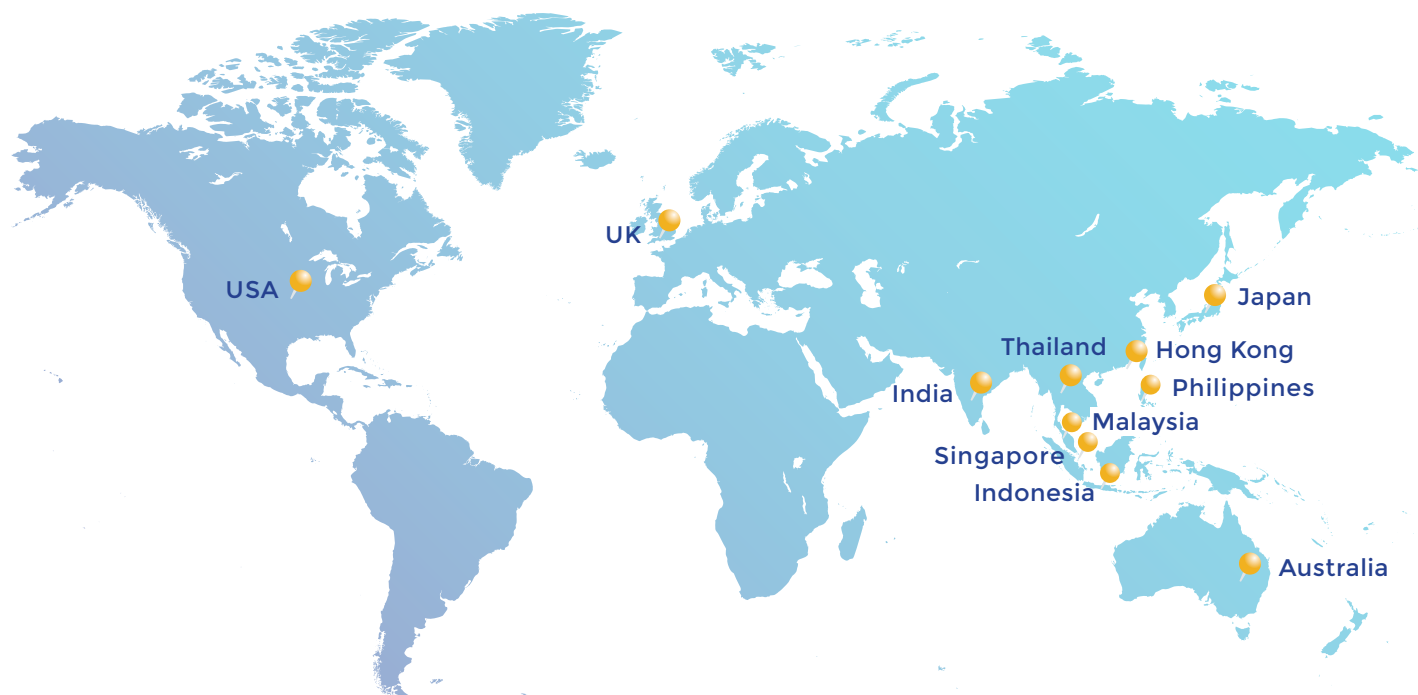 UK
USA
Japan
Thailand
Hong Kong
India
Philippines
Malaysia
Singapore
Indonesia
Australia